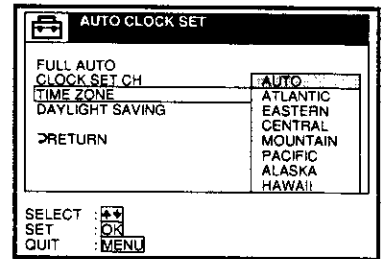 AUTO CLOCK SET
FULL AUTO
CLOCK SET CH
TIME ZONE
DAYLIGHT SAVING
RETURN
AUTO
ATLANTIC
EASTERN
CENTRAL
MOUNTAIN
PACIFIC
ALASKA
HAWAII
SELECT :
SET : OK
QUIT : MENU